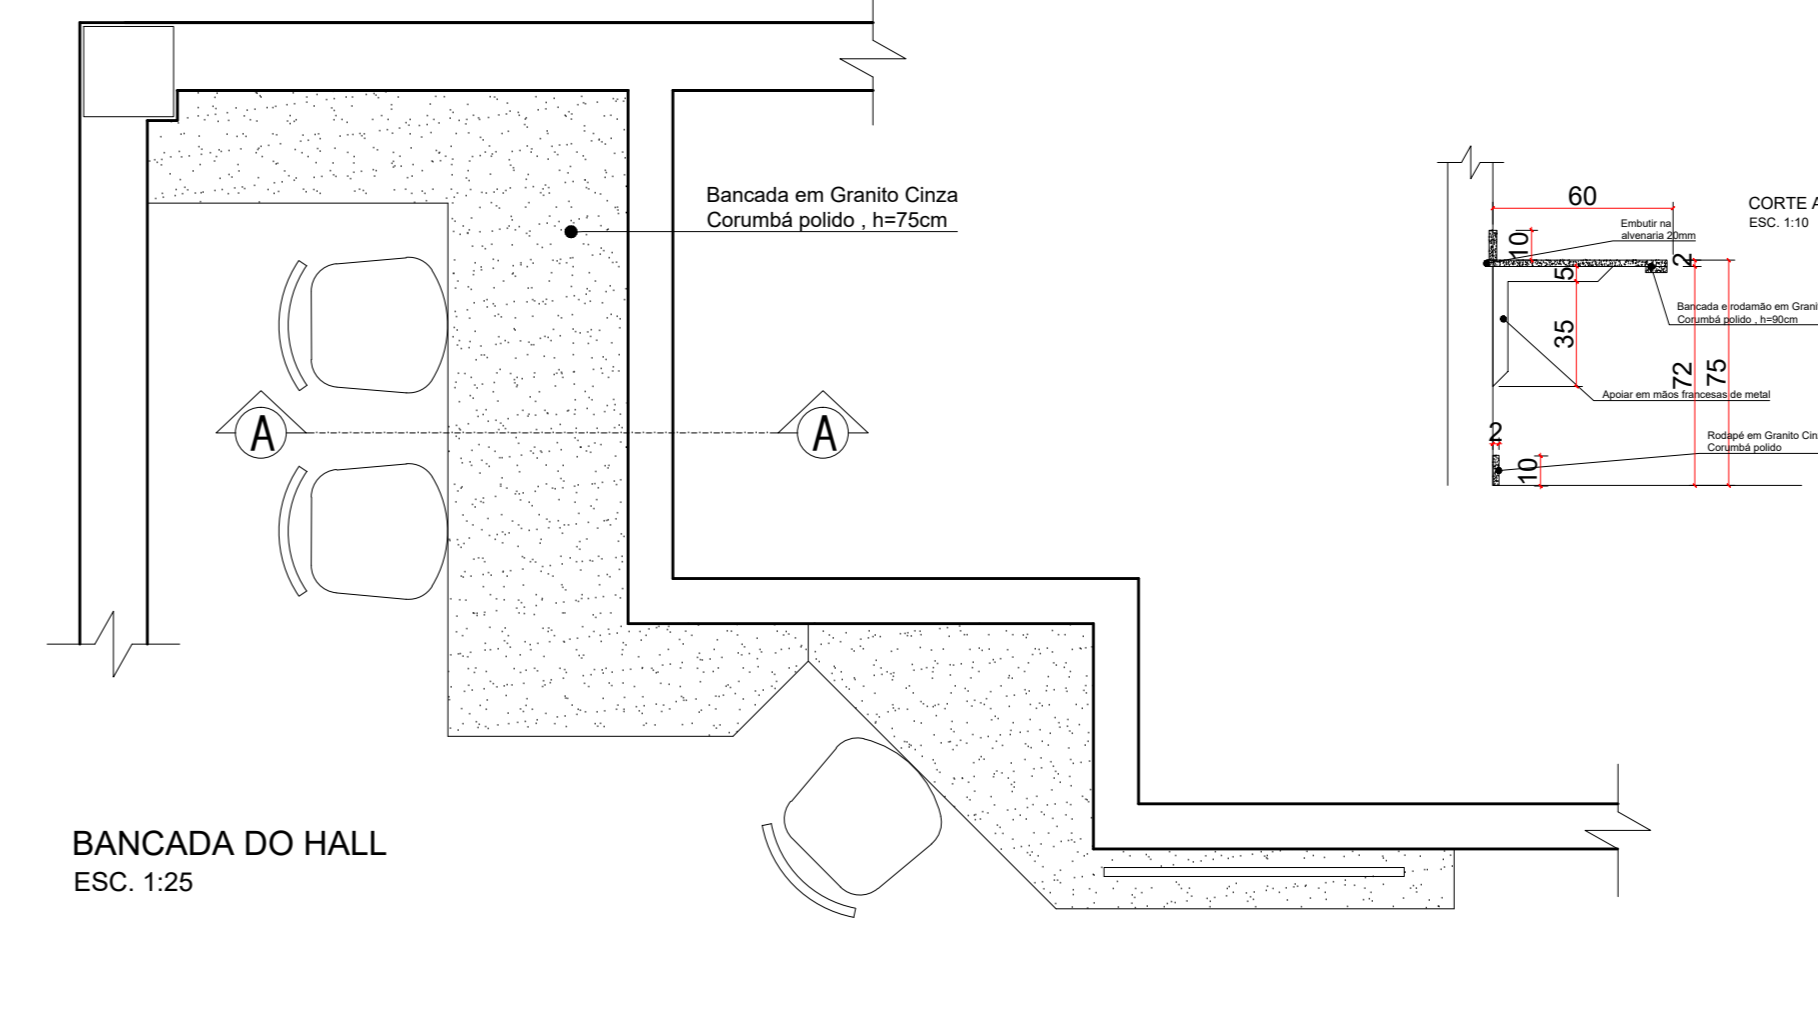 Bancada em Granito Cinza
Corumbá polido , h=75cm
A
A
BANCADA DO HALL
ESC. 1:25
60
CORTE A
ESC. 1:10
Embutir na
alvenaria 20mm
10
2
5
Bancada e rodamão em Grani
Corumbá polido , h=90cm
35
72
75
Apoiar em mãos francesas de metal
2
Rodapé em Granito Cin
Corumbá polido
10